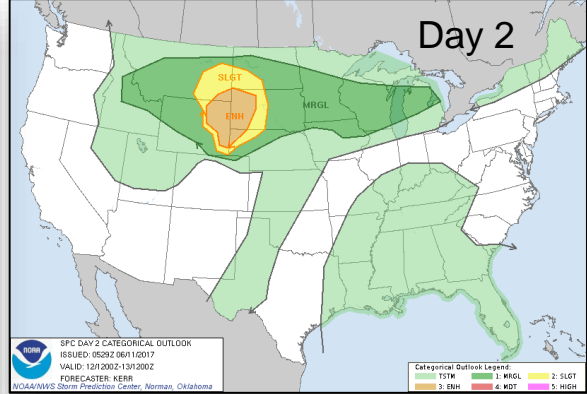 Day 2
SLGT
MRGL
ENH
NOAA
SPC DAY 2 CATEGORICAL OUTLOOK
ISSUED: 0529Z 06/11/2017
VALID: 12/1200Z-13/1200Z
FORECASTER: KERR
NOAA/NWS Storm Prediction Center, Norman, Oklahoma
Categorical Outlook Legend:
TSTM 1: MRGL 2: SLGT
3: ENH 4: MDT 5: HIGH